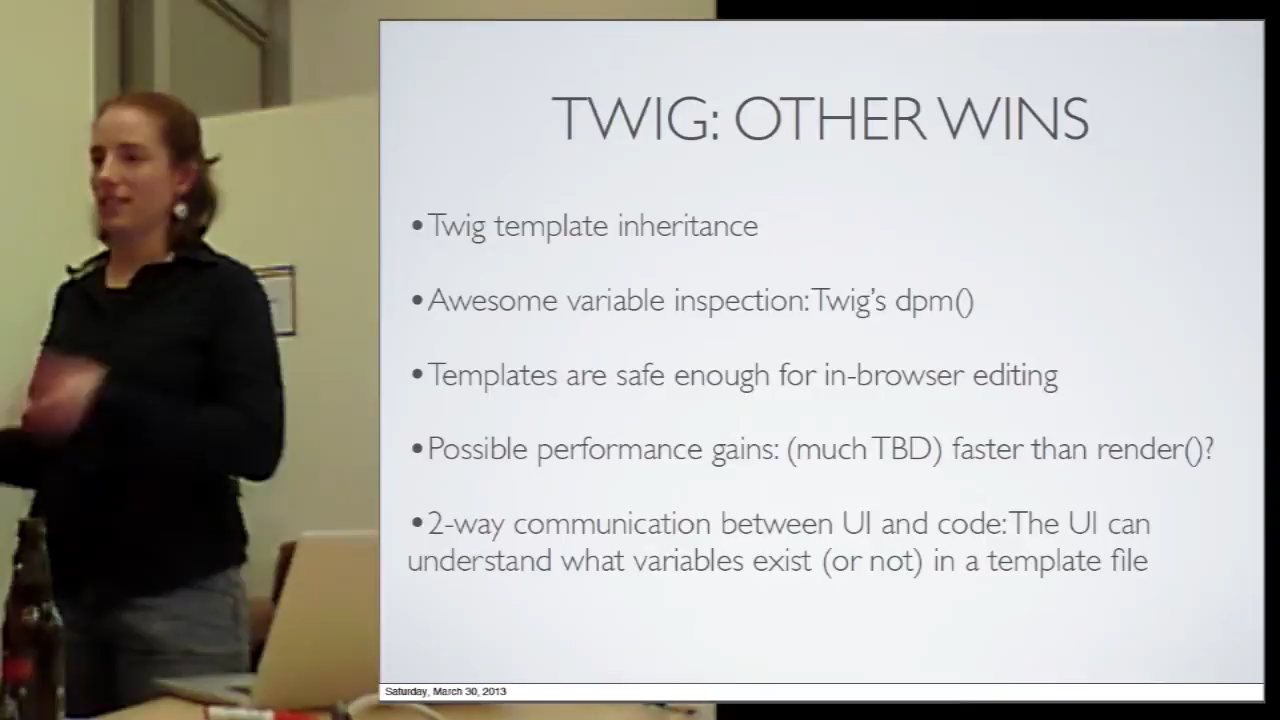 TWIG: OTHER WINS
•Twig template inheritance
•Awesome variable inspection: Twig's dpm()
•Templates are safe enough for in-browser editing
•Possible performance gains: (much TBD) faster than render()?
•2-way communication between UI and code: The UI can
understand what variables exist (or not) in a template file
Saturday, March 30, 2013